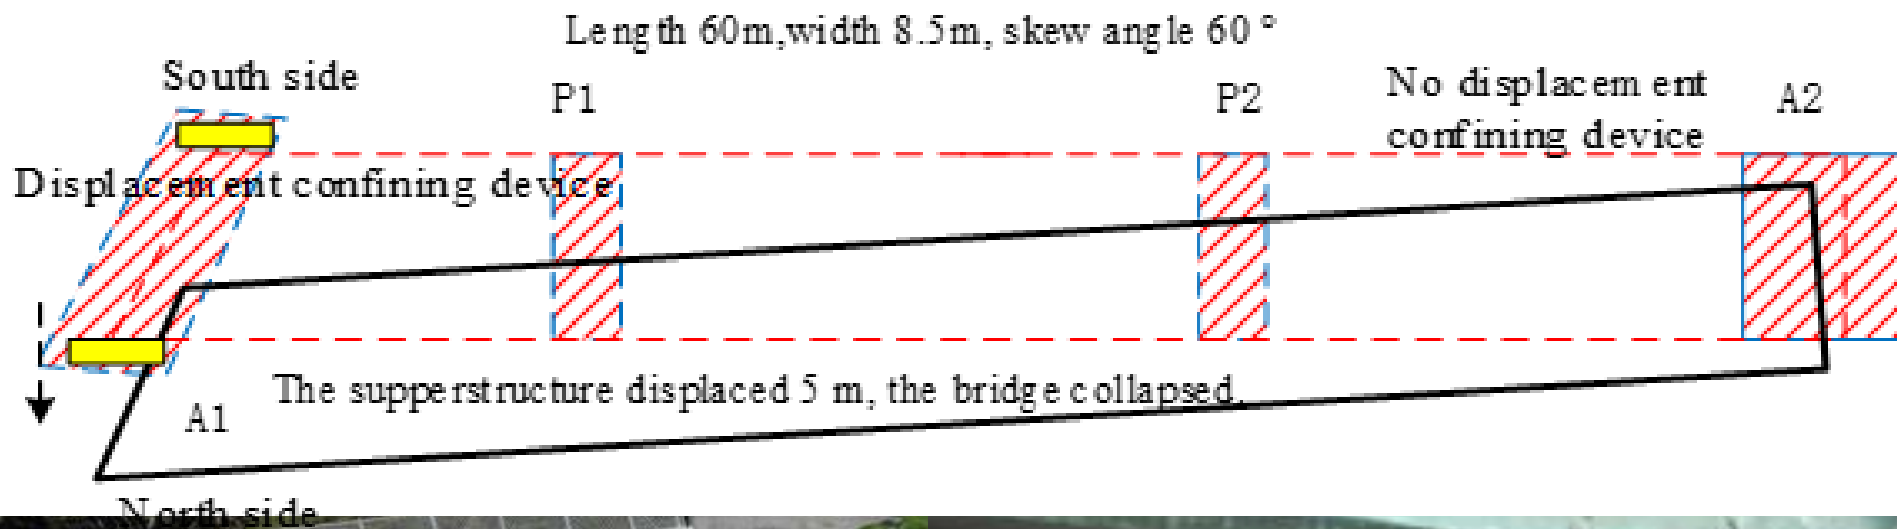 Length 60m,width 8.5m, skew angle 60°
South side
P1
P2
No displacement
confining device
A2
Displacement confining device
The supperstructure displaced 5 m, the bridge collapsed.
A1
North side